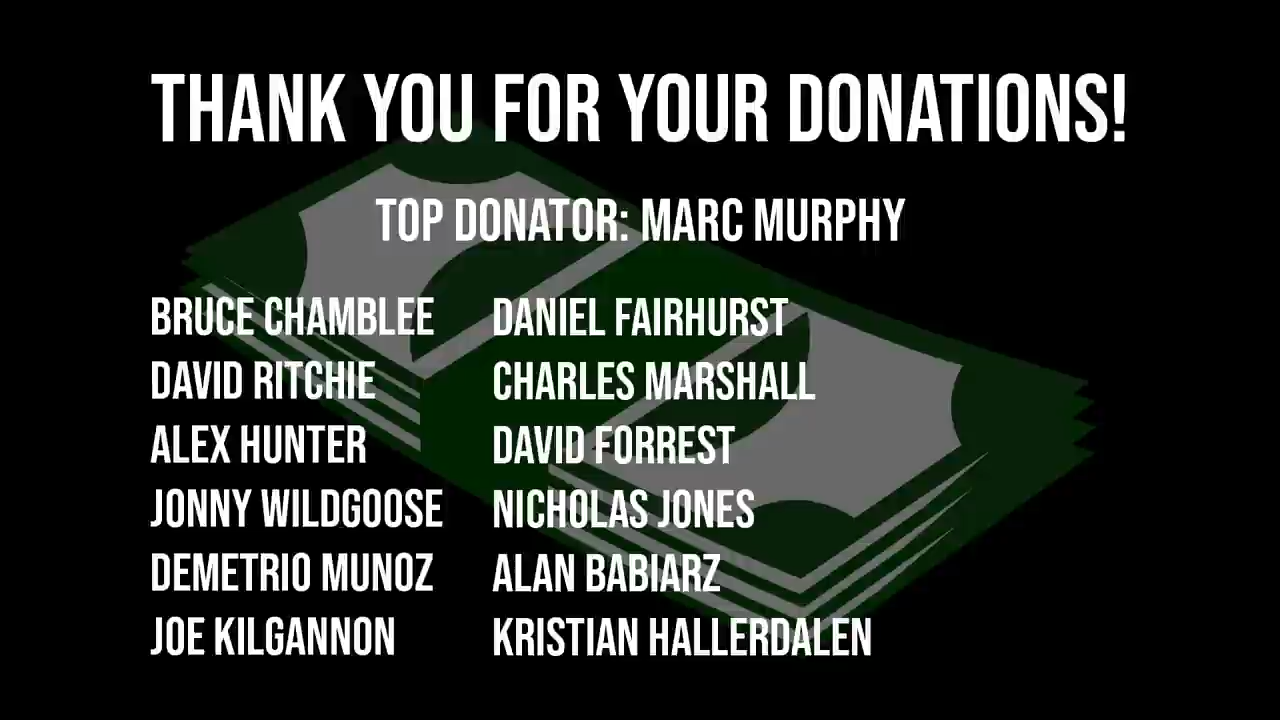 THANK YOU FOR YOUR DONATIONS!
TOP DONATOR: MARC MURPHY
BRUCE CHAMBLEE
DAVID RITCHIE
ALEX HUNTER
JONNY WILDGOOSE
DEMETRIO MUNOZ
JOE KILGANNON
DANIEL FAIRHURST
CHARLES MARSHALL
DAVID FORREST
NICHOLAS JONES
ALAN BABIARZ
KRISTIAN HALLERDALEN